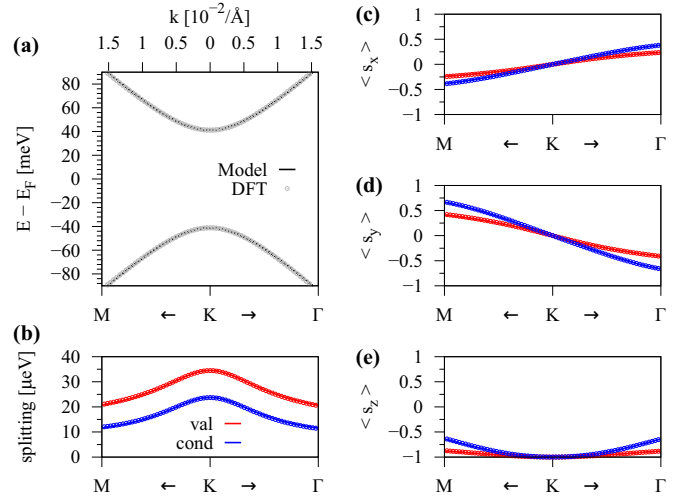 (a)
k [10⁻²/Å]
1.5 1 0.5 0 0.5 1 1.5
E − E_F [meV]
80
60
40
20
0
−20
−40
−60
−80
Model
DFT
M ← K → Γ
(b)
splitting [μeV]
40
30
20
10
0
val
cond
M ← K → Γ
(c)
< s_x >
1
0.5
0
−0.5
−1
M ← K → Γ
(d)
< s_y >
1
0.5
0
−0.5
−1
M ← K → Γ
(e)
< s_z >
1
0.5
0
−0.5
−1
M ← K → Γ